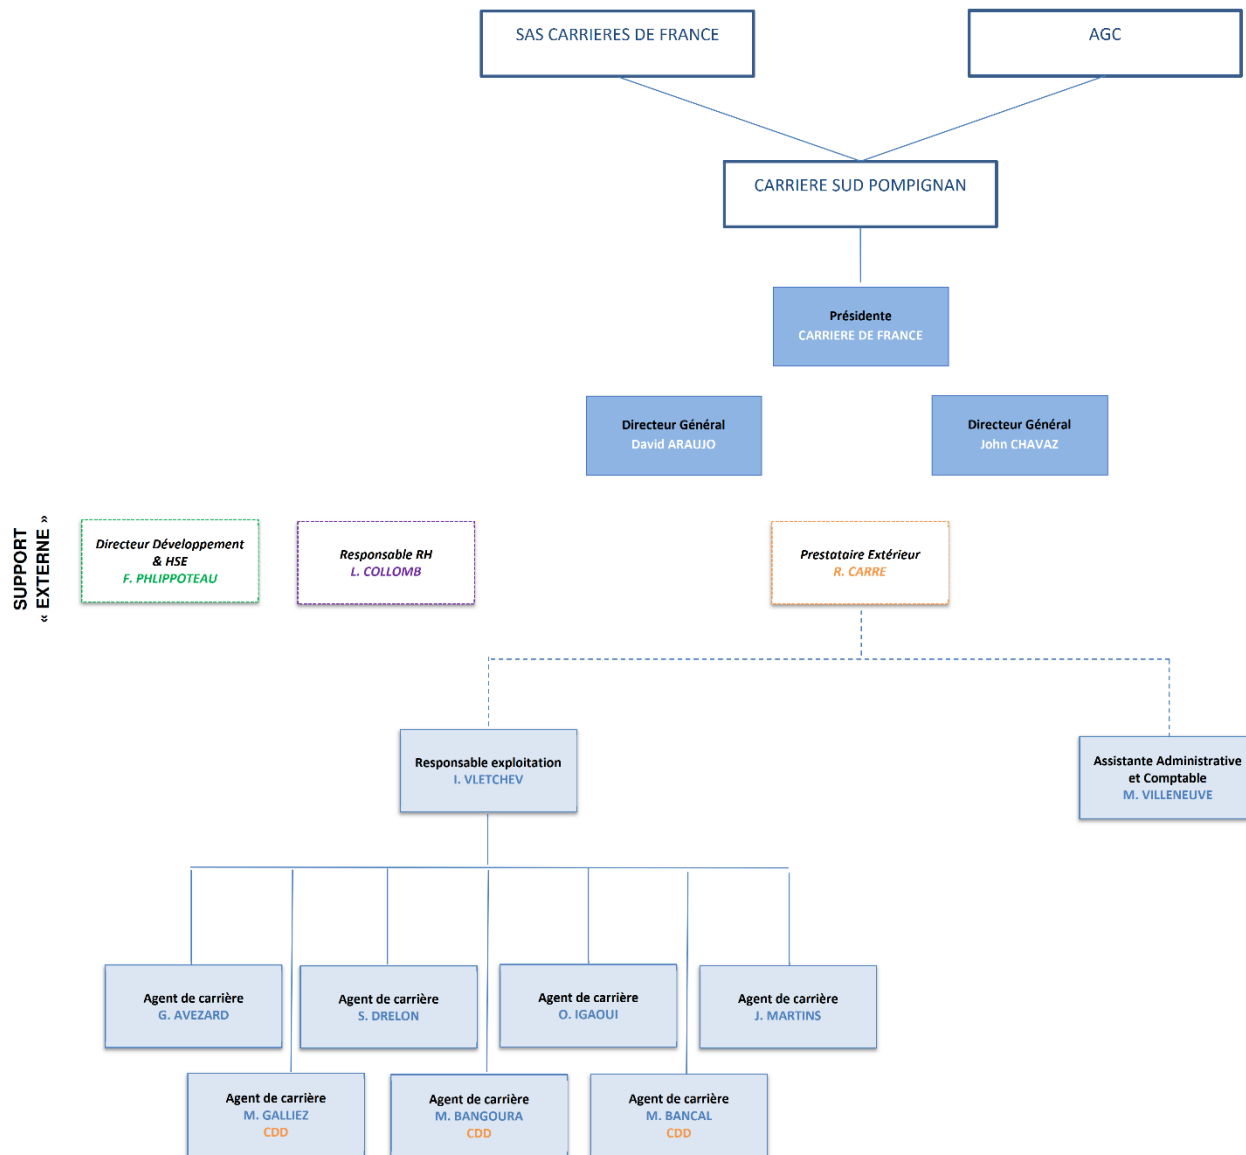 SAS CARRIERES DE FRANCE
AGC
CARRIERE SUD POMPIGNAN
Présidente
CARRIERE DE FRANCE
Directeur Général
David ARAUJO
Directeur Général
John CHAVAZ
SUPPORT
« EXTERNE »
Directeur Développement
& HSE
F. PHLIPPOTEAU
Responsable RH
L. COLLOMB
Prestataire Extérieur
R. CARRE
Responsable exploitation
I. VLETCHEV
Assistante Administrative
et Comptable
M. VILLENEUVE
Agent de carrière
G. AVEZARD
Agent de carrière
S. DRELON
Agent de carrière
O. IGAOUI
Agent de carrière
J. MARTINS
Agent de carrière
M. GALLIEZ
CDD
Agent de carrière
M. BANGOURA
CDD
Agent de carrière
M. BANCAL
CDD